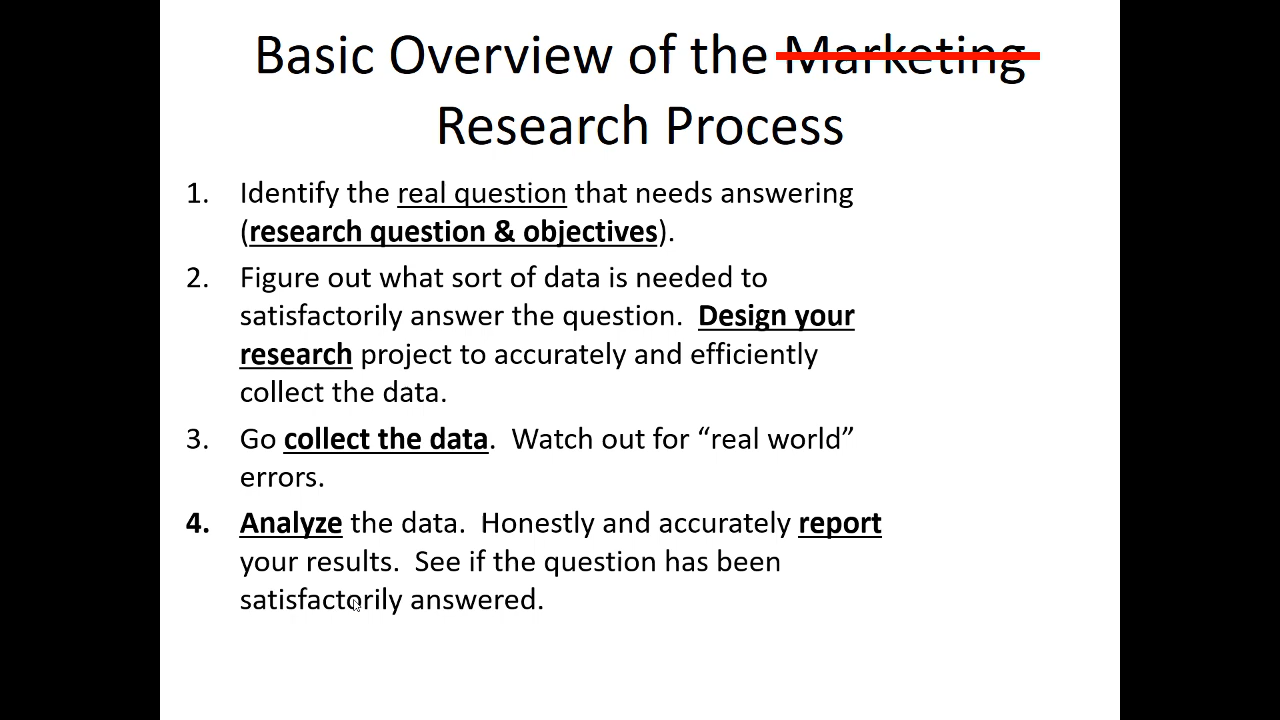 Basic Overview of the Marketing
Research Process
1. Identify the real question that needs answering
(research question & objectives).
2. Figure out what sort of data is needed to
satisfactorily answer the question.  Design your
research project to accurately and efficiently
collect the data.
3. Go collect the data.  Watch out for “real world”
errors.
4. Analyze the data.  Honestly and accurately report
your results.  See if the question has been
satisfactorily answered.